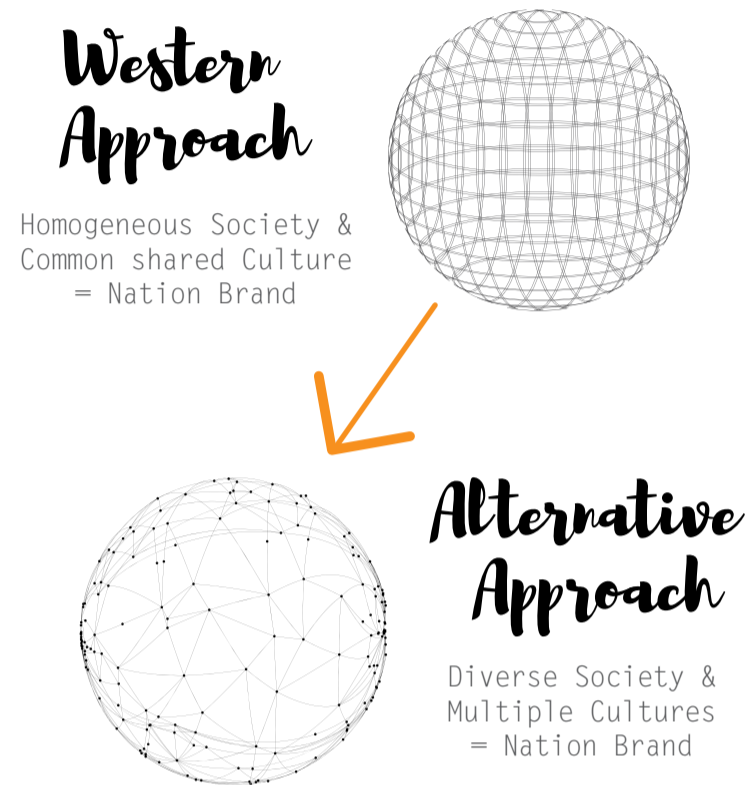 Western
Approach
Homogeneous Society &
Common shared Culture
= Nation Brand
Alternative
Approach
Diverse Society &
Multiple Cultures
= Nation Brand